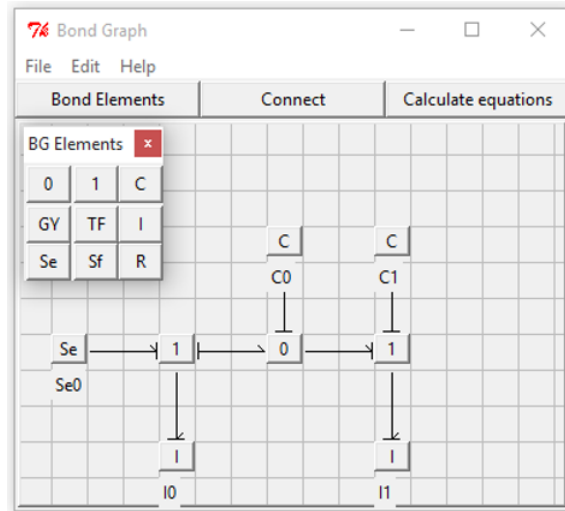 Bond Graph
File Edit Help
Bond Elements Connect Calculate equations
BG Elements x
0 1 C
GY TF I
Se Sf R
C C
C0 C1
Se 1 0 1
Se0
I I
I0 I1